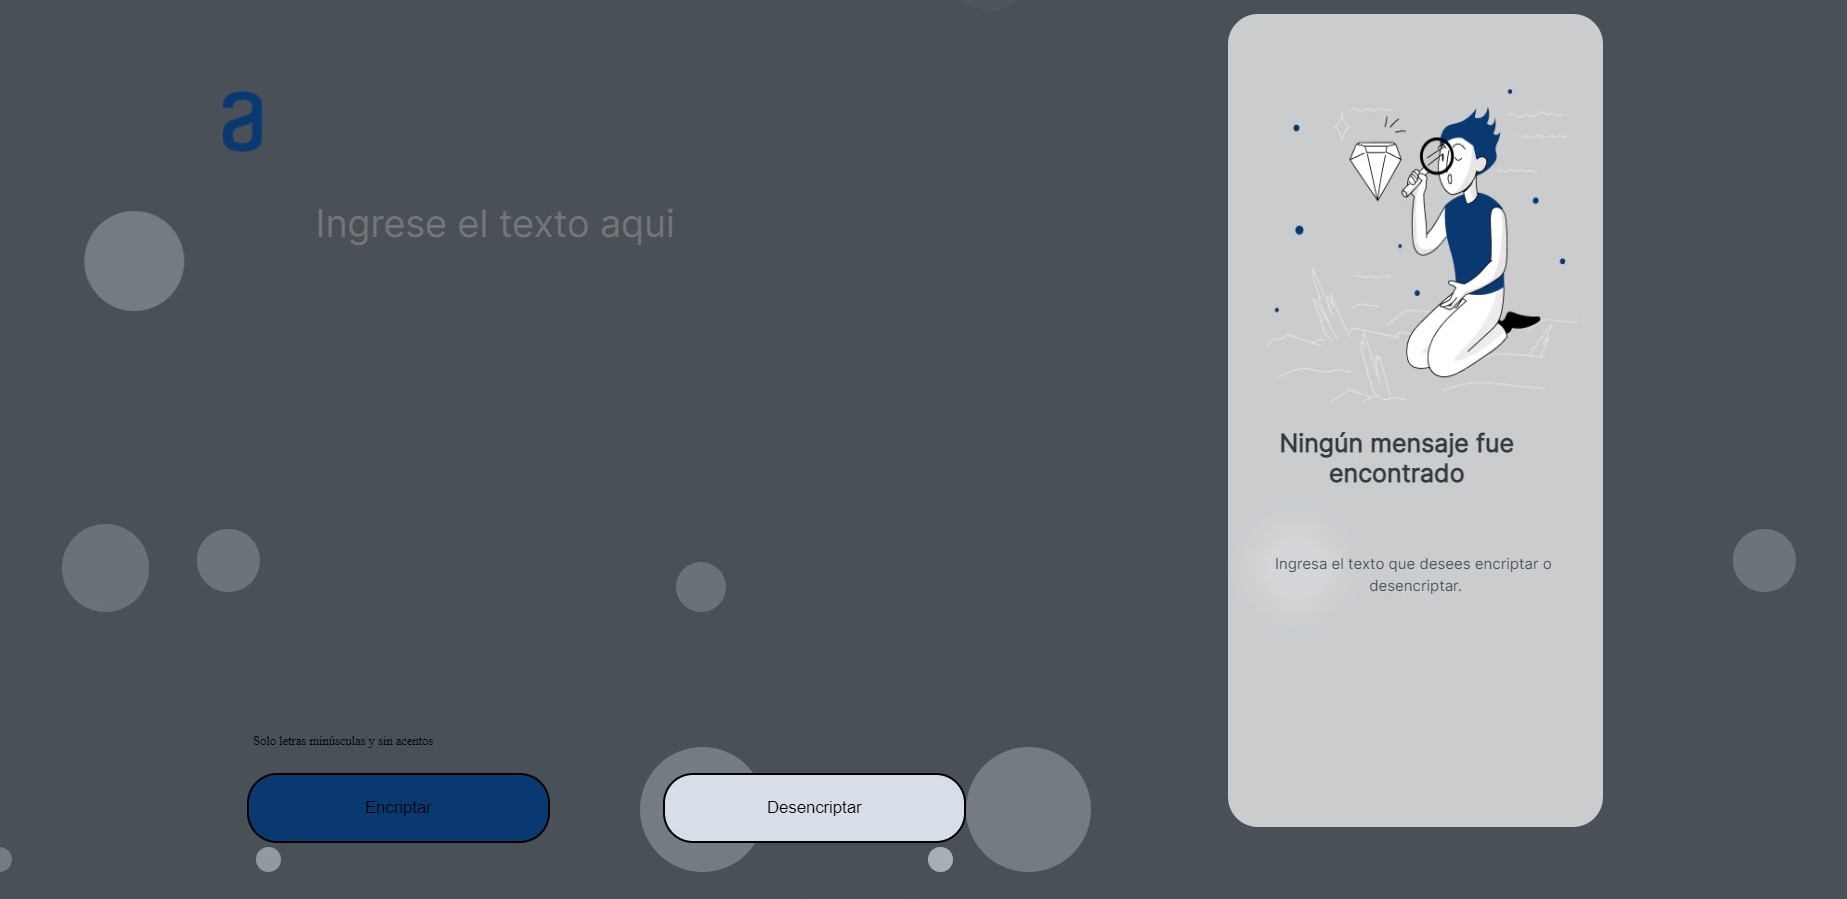 a
Ingrese el texto aqui
Solo letras minúsculas y sin acentos
Encriptar
Desencriptar
Ningún mensaje fue
encontrado
Ingresa el texto que desees encriptar o
desencriptar.